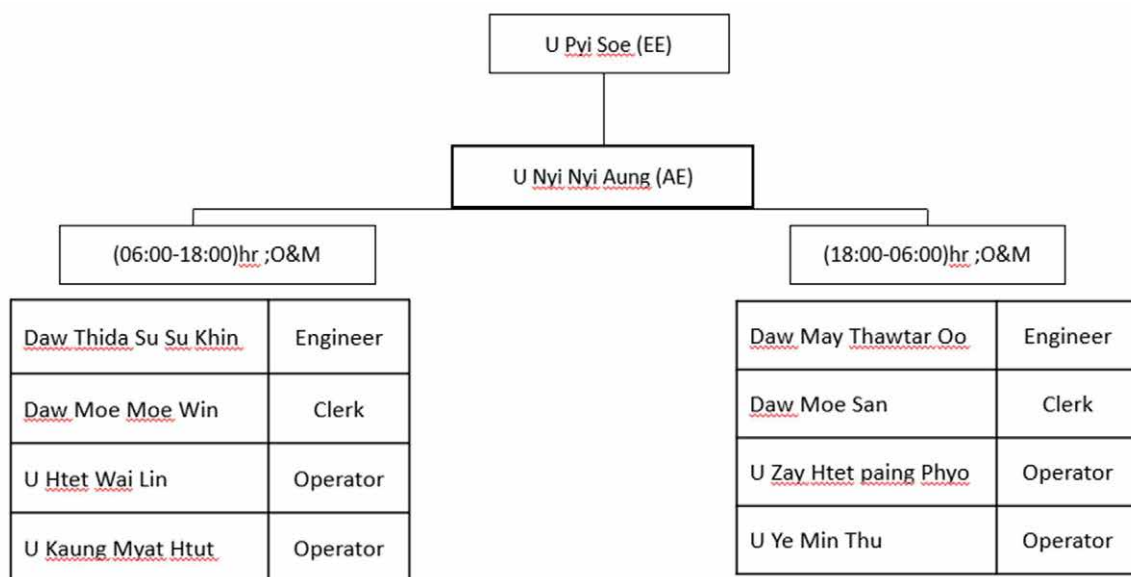 U Pyi Soe (EE)
U Nyi Nyi Aung (AE)
(06:00-18:00)hr ;O&M
Daw Thida Su Su Khin Engineer
Daw Moe Moe Win Clerk
U Htet Wai Lin Operator
U Kaung Myat Htut Operator
(18:00-06:00)hr ;O&M
Daw May Thawtar Oo Engineer
Daw Moe San Clerk
U Zay Htet paing Phyo Operator
U Ye Min Thu Operator